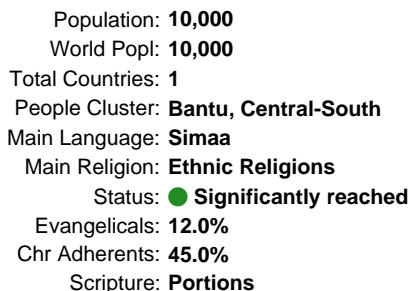 Population: 10,000
World Popl: 10,000
Total Countries: 1
People Cluster: Bantu, Central-South
Main Language: Simaa
Main Religion: Ethnic Religions
Status: Significantly reached
Evangelicals: 12.0%
Chr Adherents: 45.0%
Scripture: Portions